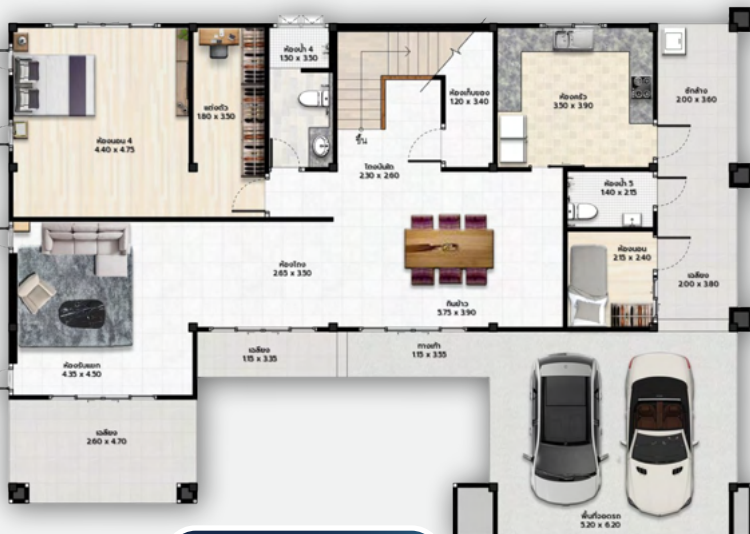 ห้องน้ำ 4
1.50 x 3.50
แต่งตัว
1.80 x 3.50
ห้องนอน 4
4.40 x 4.75
ห้องเก็บของ
1.20 x 3.40
ขึ้น
โถงบันได
2.30 x 2.60
ห้องครัว
3.50 x 3.90
ซักล้าง
2.00 x 3.60
ห้องน้ำ 5
1.40 x 2.15
ห้องนอน
2.15 x 2.40
เฉลียง
2.00 x 3.80
ห้องโถง
2.65 x 3.50
กินข้าว
5.75 x 3.90
เฉลียง
1.15 x 3.35
ทางเท้า
1.15 x 3.55
ห้องรับแขก
4.35 x 4.50
เฉลียง
2.60 x 4.70
พื้นที่จอดรถ
5.20 x 6.20